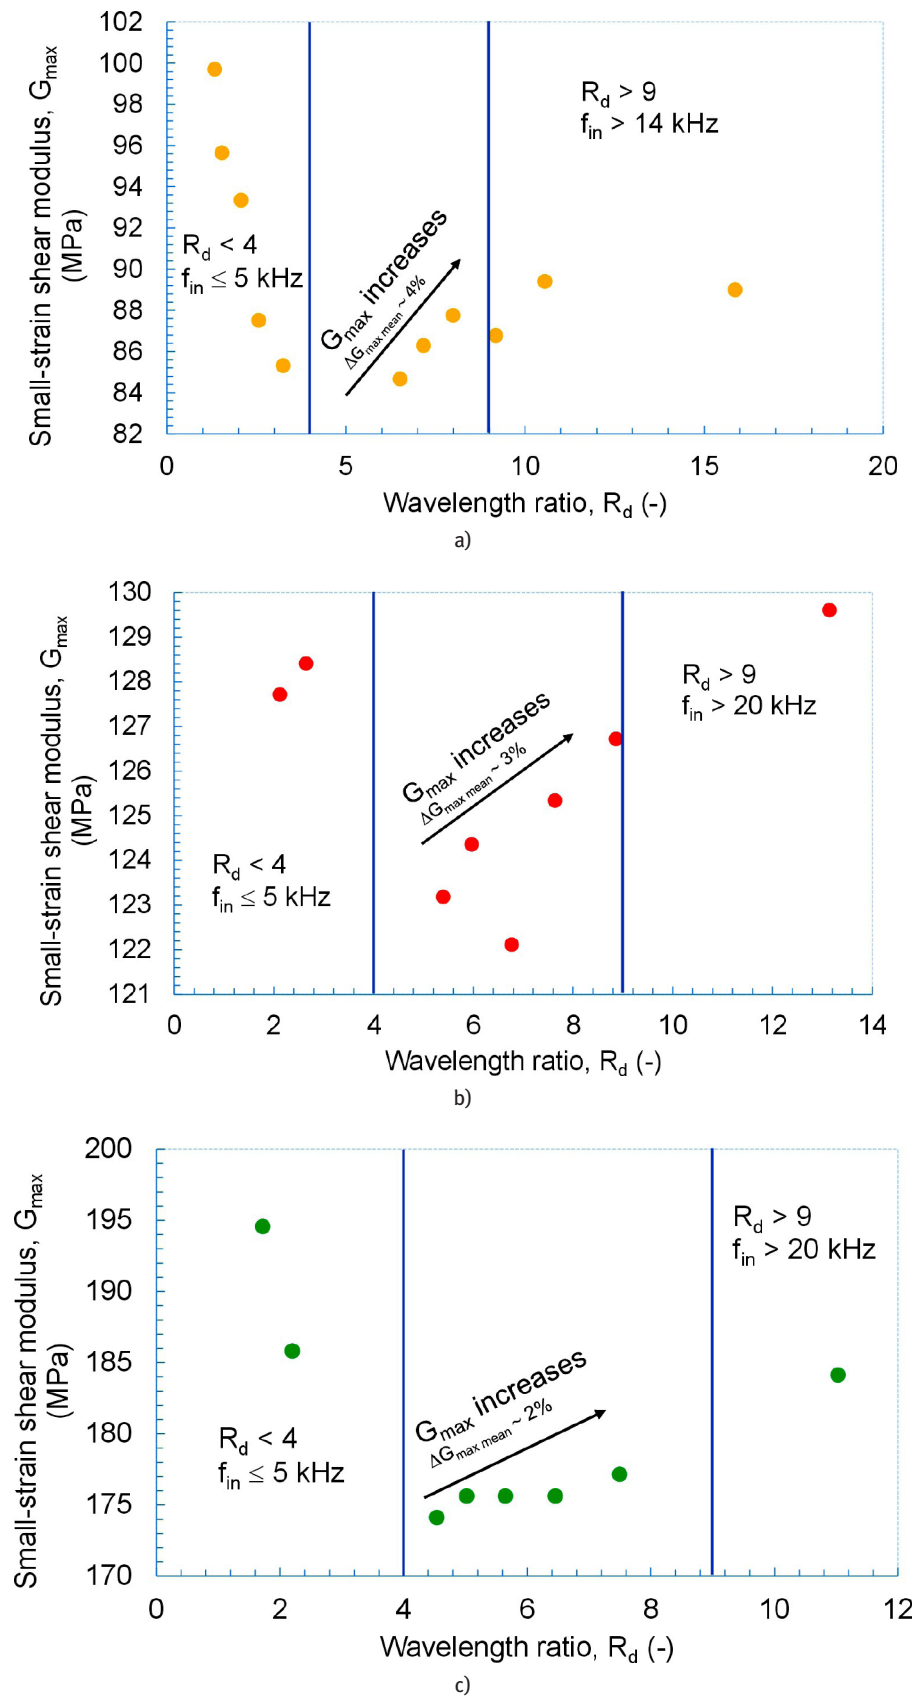 Small-strain shear modulus, Gmax
(MPa)
102
100
98
96
94
92
90
88
86
84
82
Rd > 9
fin > 14 kHz
Rd < 4
fin ≤ 5 kHz
Gmax increases
ΔGmax mean ~ 4%
0
5
10
15
20
Wavelength ratio, Rd (-)
a)
Small-strain shear modulus, Gmax
(MPa)
130
129
128
127
126
125
124
123
122
121
Rd > 9
fin > 20 kHz
Gmax increases
ΔGmax mean ~ 3%
Rd < 4
fin ≤ 5 kHz
0
2
4
6
8
10
12
14
Wavelength ratio, Rd (-)
b)
Small-strain shear modulus, Gmax
(MPa)
200
195
190
185
180
175
170
Rd > 9
fin > 20 kHz
Gmax increases
ΔGmax mean ~ 2%
Rd < 4
fin ≤ 5 kHz
0
2
4
6
8
10
12
Wavelength ratio, Rd (-)
c)